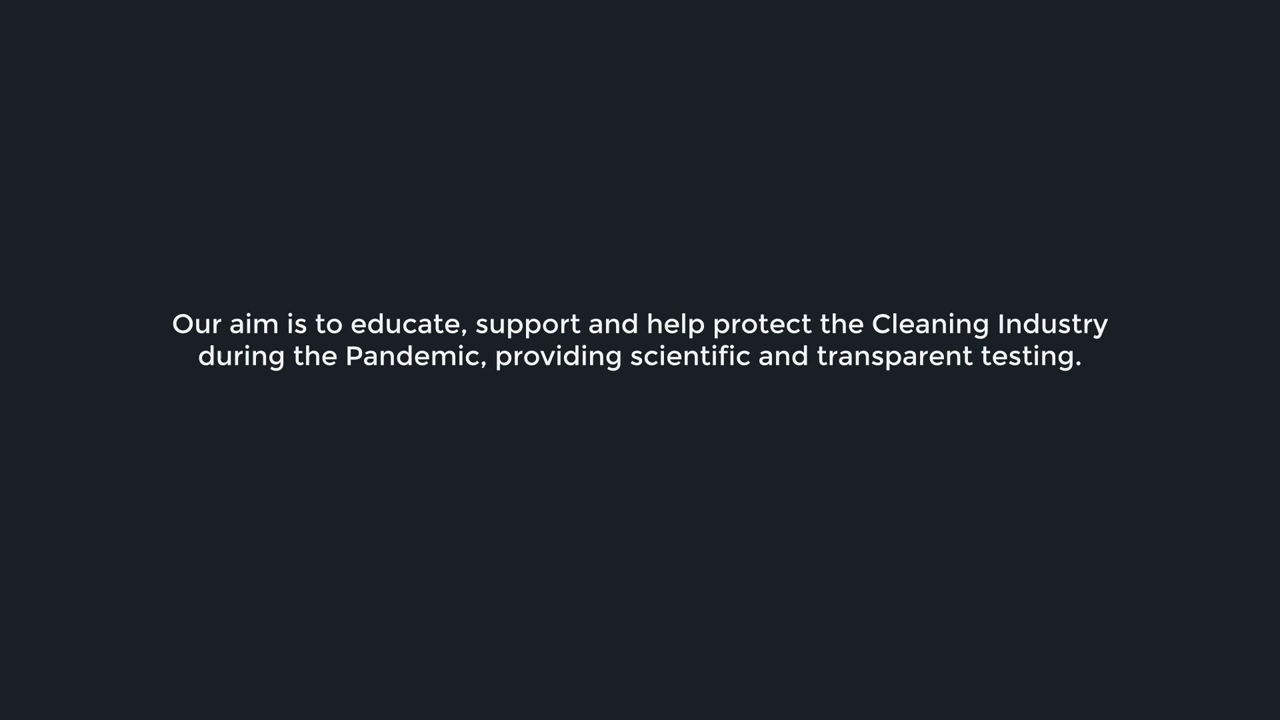 Our aim is to educate, support and help protect the Cleaning Industry
during the Pandemic, providing scientific and transparent testing.